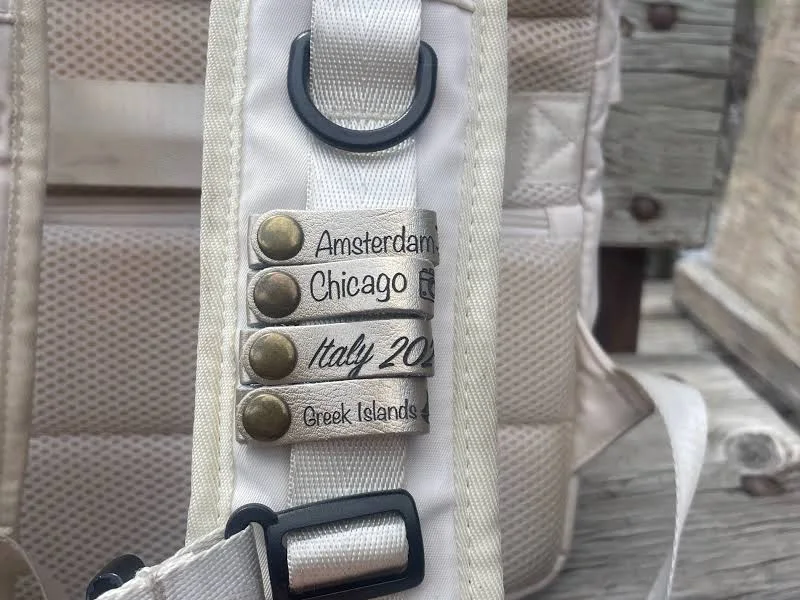 Amsterdam
Chicago
Italy 202
Greek Islands